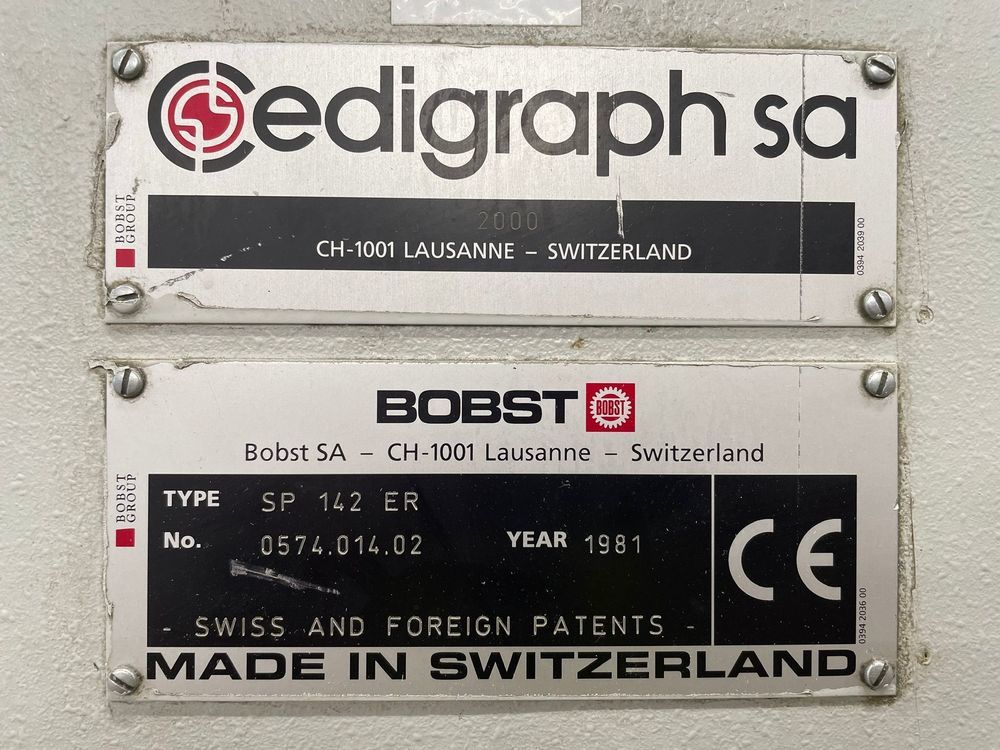 Cedigraph sa
BOBST
GROUP
2000
CH-1001 LAUSANNE – SWITZERLAND
0394 2039 00
BOBST BOBST
Bobst SA – CH-1001 Lausanne – Switzerland
BOBST
GROUP
TYPE SP 142 ER
No. 0574.014.02 YEAR 1981
CE
- SWISS AND FOREIGN PATENTS -
0394 2036 00
MADE IN SWITZERLAND